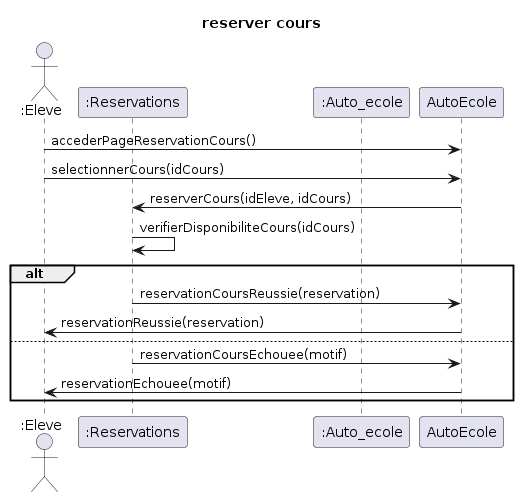 reserver cours
:Eleve
:Reservations
:Auto_ecole
AutoEcole
accederPageReservationCours()
selectionnerCours(idCours)
reserverCours(idEleve, idCours)
verifierDisponibiliteCours(idCours)
alt
reservationCoursReussie(reservation)
reservationReussie(reservation)
reservationCoursEchouee(motif)
reservationEchouee(motif)
:Eleve
:Reservations
:Auto_ecole
AutoEcole